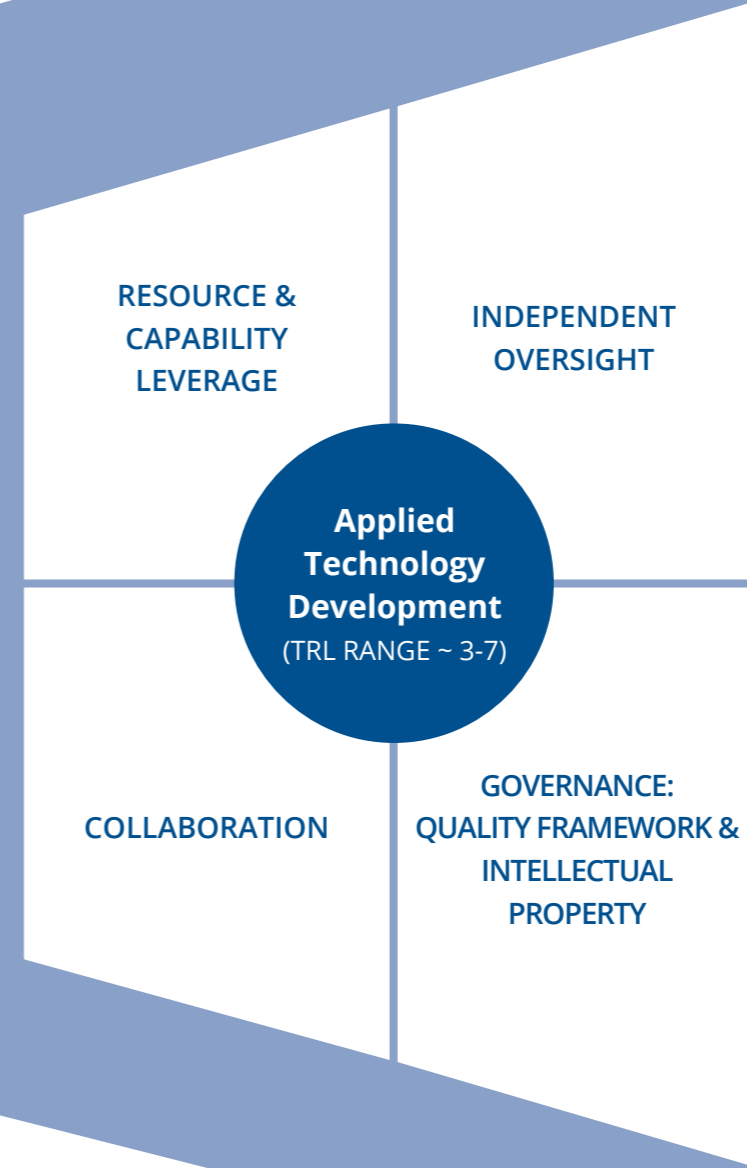 RESOURCE &
CAPABILITY
LEVERAGE
INDEPENDENT
OVERSIGHT
Applied
Technology
Development
(TRL RANGE ~ 3-7)
COLLABORATION
GOVERNANCE:
QUALITY FRAMEWORK &
INTELLECTUAL
PROPERTY